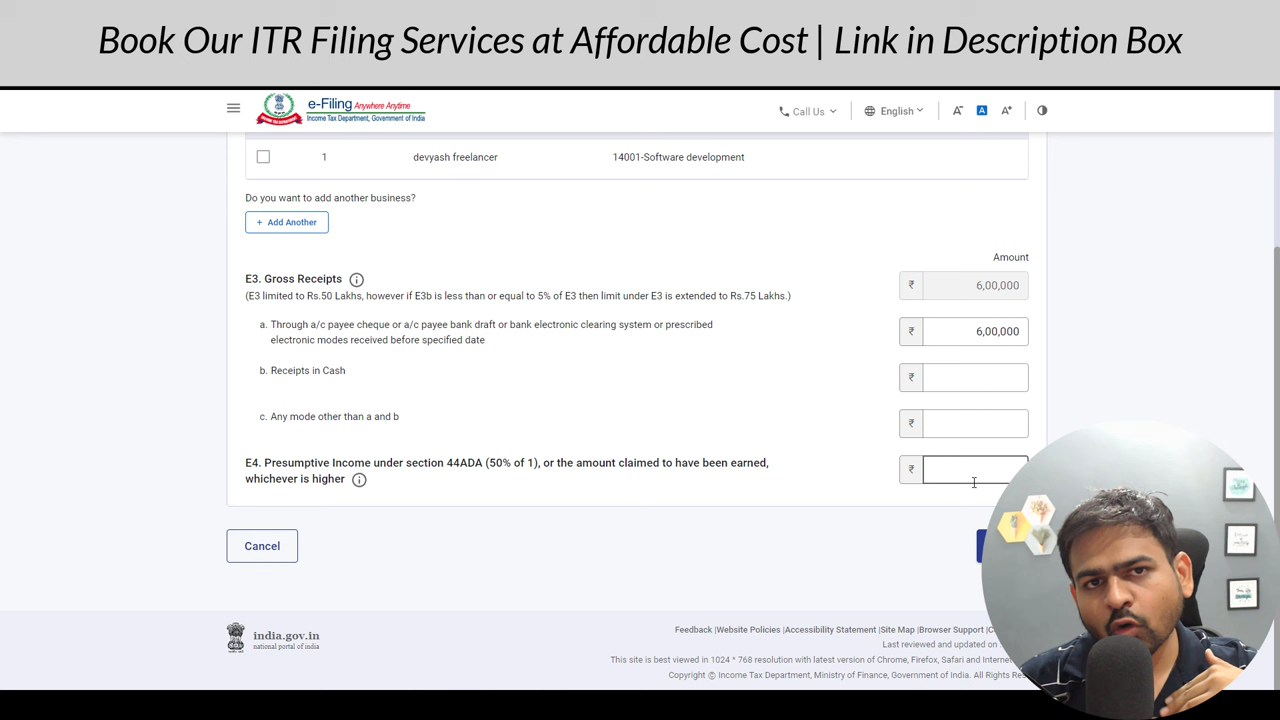 Book Our ITR Filing Services at Affordable Cost | Link in Description Box
e-Filing Anywhere Anytime
Income Tax Department, Government of India
Call Us
English
A-
A
A+
1
devyash freelancer
14001-Software development
Do you want to add another business?
+ Add Another
Amount
E3. Gross Receipts
₹ 6,00,000
(E3 limited to Rs.50 Lakhs, however if E3b is less than or equal to 5% of E3 then limit under E3 is extended to Rs.75 Lakhs.)
a. Through a/c payee cheque or a/c payee bank draft or bank electronic clearing system or prescribed
electronic modes received before specified date
₹ 6,00,000
b. Receipts in Cash
₹
c. Any mode other than a and b
₹
E4. Presumptive Income under section 44ADA (50% of 1), or the amount claimed to have been earned,
whichever is higher
₹
Cancel
india.gov.in
national portal of india
Feedback |Website Policies |Accessibility Statement |Site Map |Browser Support
Last reviewed and updated on
This site is best viewed in 1024 * 768 resolution with latest version of Chrome, Firefox, Safari and
Copyright © Income Tax Department, Ministry of Finance, Government of India. All Rights